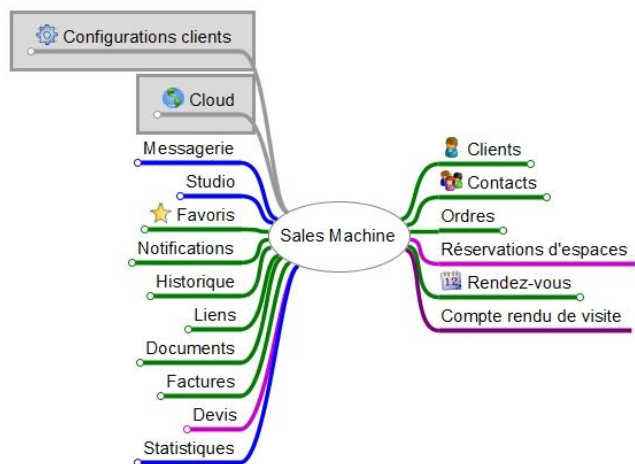 Configurations clients
Cloud
Messagerie
Studio
Favoris
Notifications
Historique
Liens
Documents
Factures
Devis
Statistiques
Sales Machine
Clients
Contacts
Ordres
Réservations d'espaces
12
Rendez-vous
Compte rendu de visite